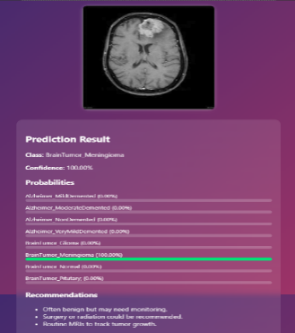 Prediction Result
Class: BrainTumor_Meningioma
Confidence: 100.00%
Probabilities
Alzheimer_MildDemented (0.00%)
Alzheimer_ModerateDemented (0.00%)
Alzheimer_NonDemented (0.00%)
Alzheimer_VeryMildDemented (0.00%)
BrainTumor_Glioma (0.00%)
BrainTumor_Meningioma (100.00%)
BrainTumor_Normal (0.00%)
BrainTumor_Pituitary (0.00%)
Recommendations
• Often benign but may need monitoring.
• Surgery or radiation could be recommended.
• Routine MRIs to track tumor growth.